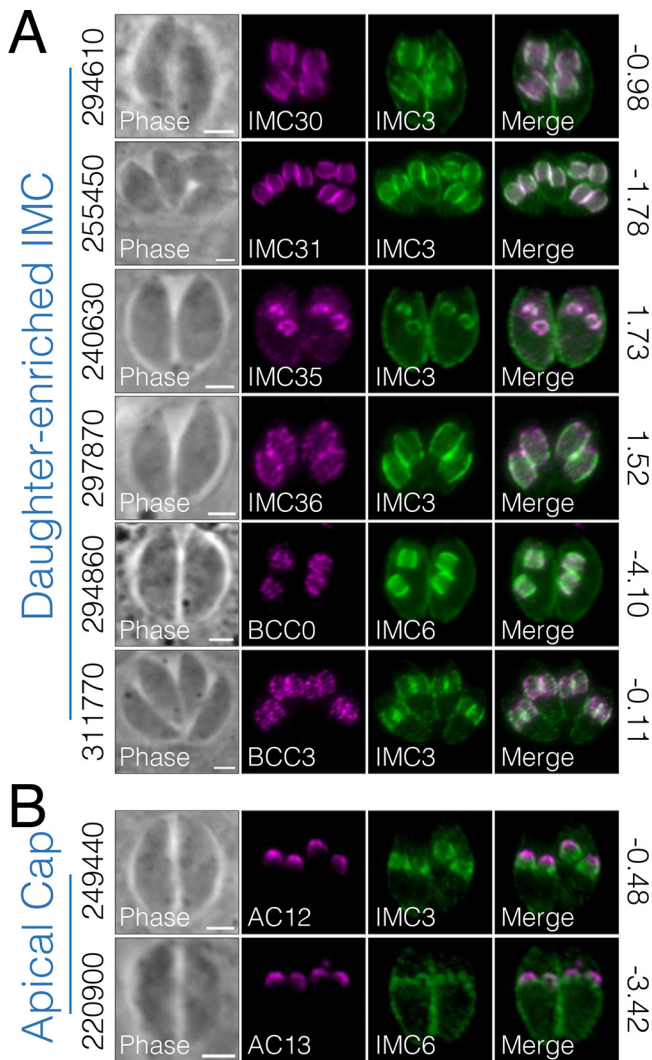 A
Daughter-enriched IMC
294610
Phase
IMC30
IMC3
Merge
-0.98
255450
Phase
IMC31
IMC3
Merge
-1.78
240630
Phase
IMC35
IMC3
Merge
1.73
297870
Phase
IMC36
IMC3
Merge
1.52
294860
Phase
BCC0
IMC6
Merge
-4.10
311770
Phase
BCC3
IMC3
Merge
-0.11
B
Apical Cap
249440
Phase
AC12
IMC3
Merge
-0.48
220900
Phase
AC13
IMC6
Merge
-3.42